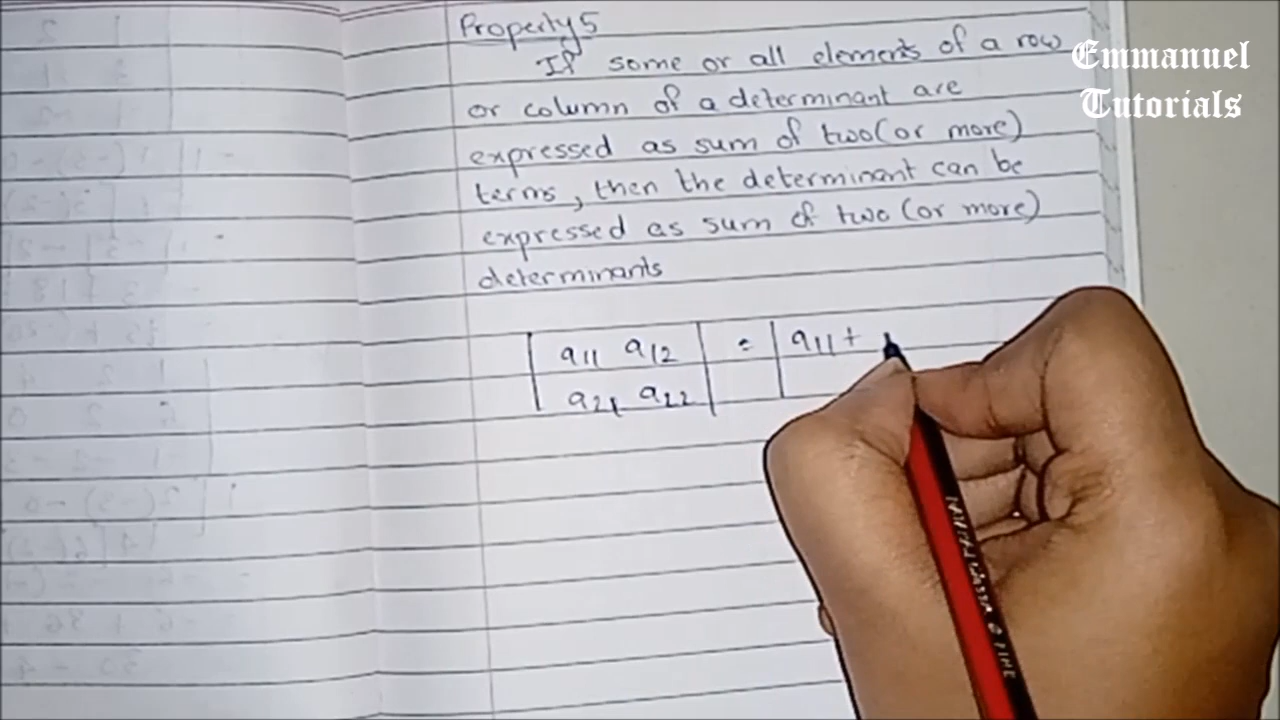 Property 5
If some or all elements of a row
or column of a determinant are
expressed as sum of two (or more)
terms, then the determinant can be
expressed as sum of two (or more)
determinants
a11 a12 = a11 +
a21 a22
Emmanuel
Tutorials